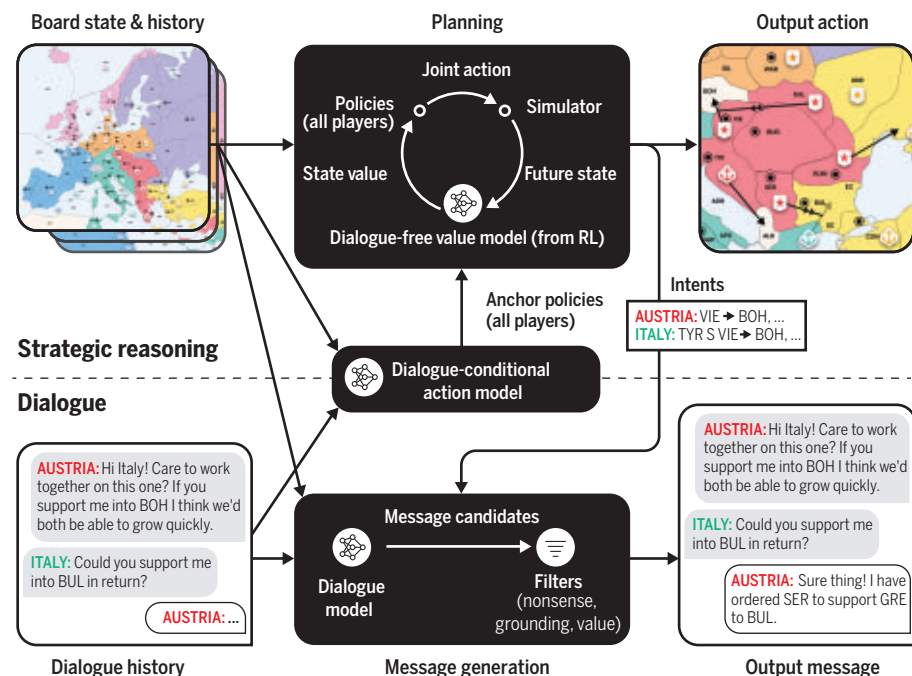 Board state & history
Planning
Output action
Joint action
Policies
(all players)
Simulator
State value
Future state
Dialogue-free value model (from RL)
BOH
Anchor policies
(all players)
Intents
AUSTRIA: VIE ➔ BOH, ...
ITALY: TYR S VIE ➔ BOH, ...
Strategic reasoning
Dialogue-conditional
action model
Dialogue
AUSTRIA: Hi Italy! Care to work
together on this one? If you
support me into BOH I think we'd
both be able to grow quickly.
ITALY: Could you support me
into BUL in return?
AUSTRIA: ...
Dialogue history
Message candidates
Dialogue
model
Filters
(nonsense,
grounding, value)
Message generation
AUSTRIA: Hi Italy! Care to work
together on this one? If you
support me into BOH I think we'd
both be able to grow quickly.
ITALY: Could you support me
into BUL in return?
AUSTRIA: Sure thing! I have
ordered SER to support GRE
to BUL.
Output message